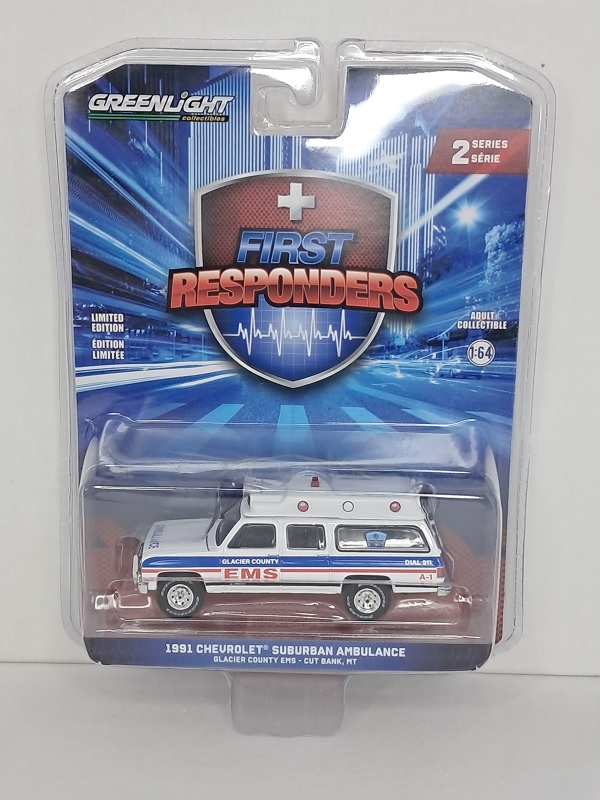 GREENLIGHT
collectibles
2 SERIES
SÉRIE
FIRST
RESPONDERS
LIMITED
EDITION
ÉDITION
LIMITÉE
ADULT
COLLECTIBLE
1:64
GLACIER COUNTY
EMS
DIAL 911
A-1
1991 CHEVROLET® SUBURBAN AMBULANCE
GLACIER COUNTY EMS - CUT BANK, MT